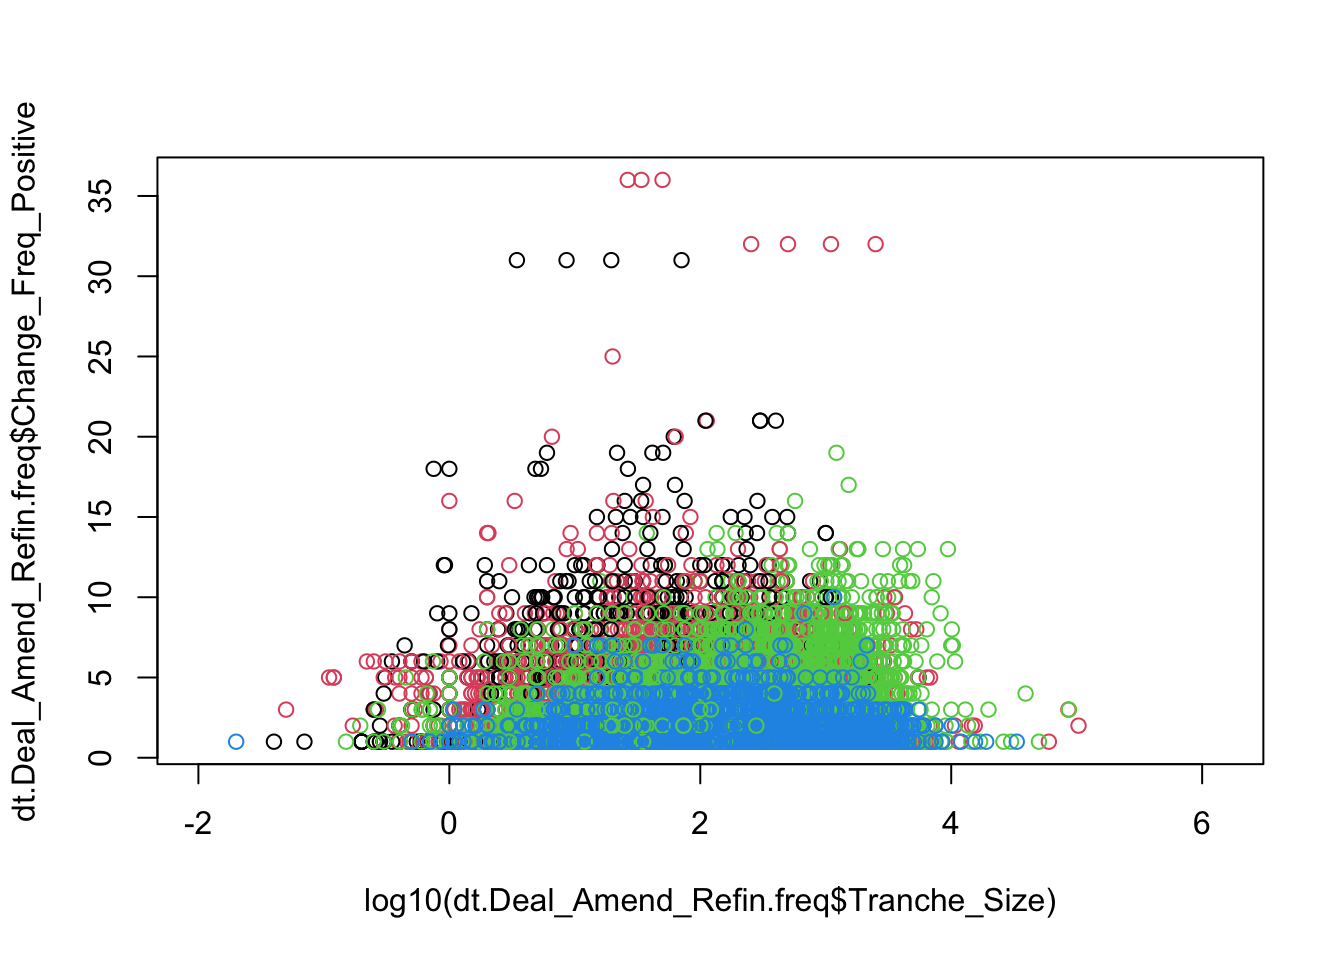 dt.Deal_Amend_Refin.freq$Change_Freq_Positive
35
30
25
20
15
10
5
0
-2 0 2 4 6
log10(dt.Deal_Amend_Refin.freq$Tranche_Size)